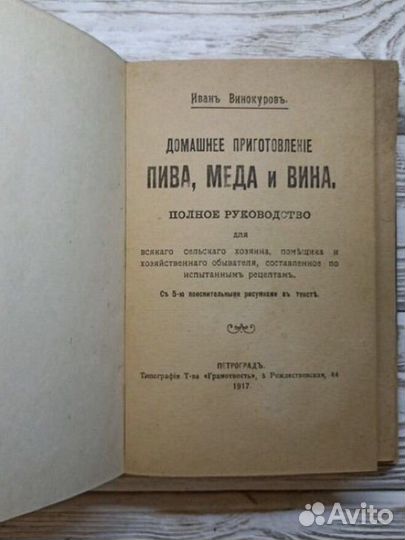 Иванъ Винокуровъ.
ДОМАШНЕЕ ПРИГОТОВЛЕНІЕ
ПИВА, МЕДА и ВИНА.
ПОЛНОЕ РУКОВОДСТВО
для
всякаго сельскаго хозяина, помѣщика и
хозяйственнаго обывателя, составленное по
испытаннымъ рецептамъ.
Съ 5-ю пояснительными рисунками въ текстѣ.
ПЕТРОГРАДЪ.
Типографія Т-ва «Грамотность», 5 Рождественская, 44
1917
Avito